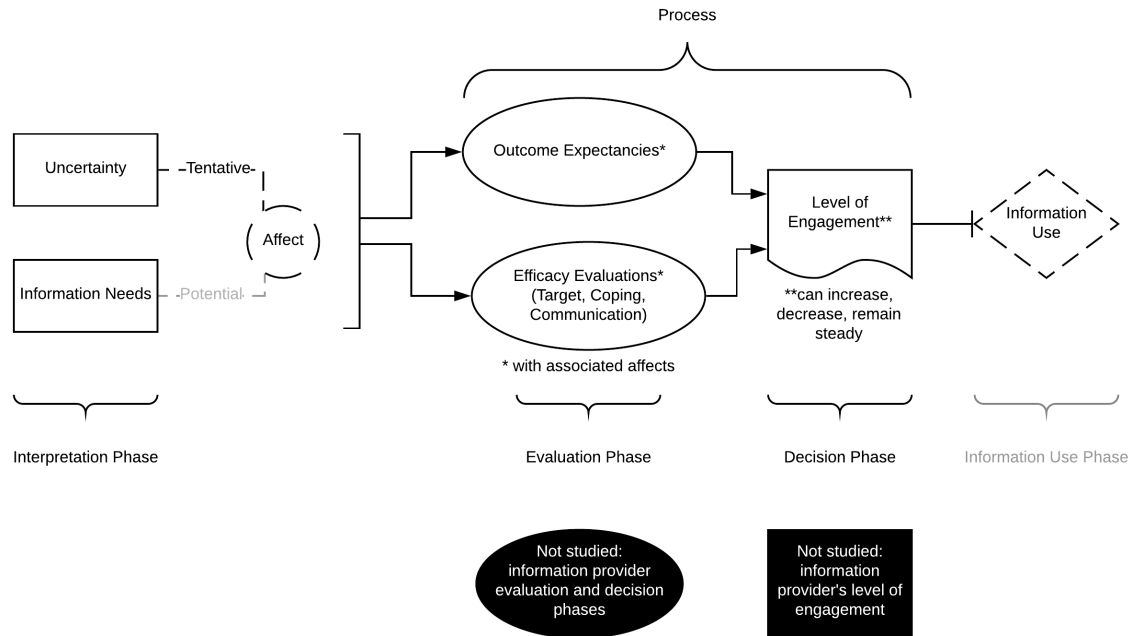 Process
Uncertainty
Tentative
Affect
Information Needs
Potential
Outcome Expectancies*
Efficacy Evaluations*
(Target, Coping,
Communication)
* with associated affects
Level of
Engagement**
**can increase,
decrease, remain
steady
Information
Use
Interpretation Phase
Evaluation Phase
Decision Phase
Information Use Phase
Not studied:
information provider
evaluation and decision
phases
Not studied:
information
provider's level of
engagement